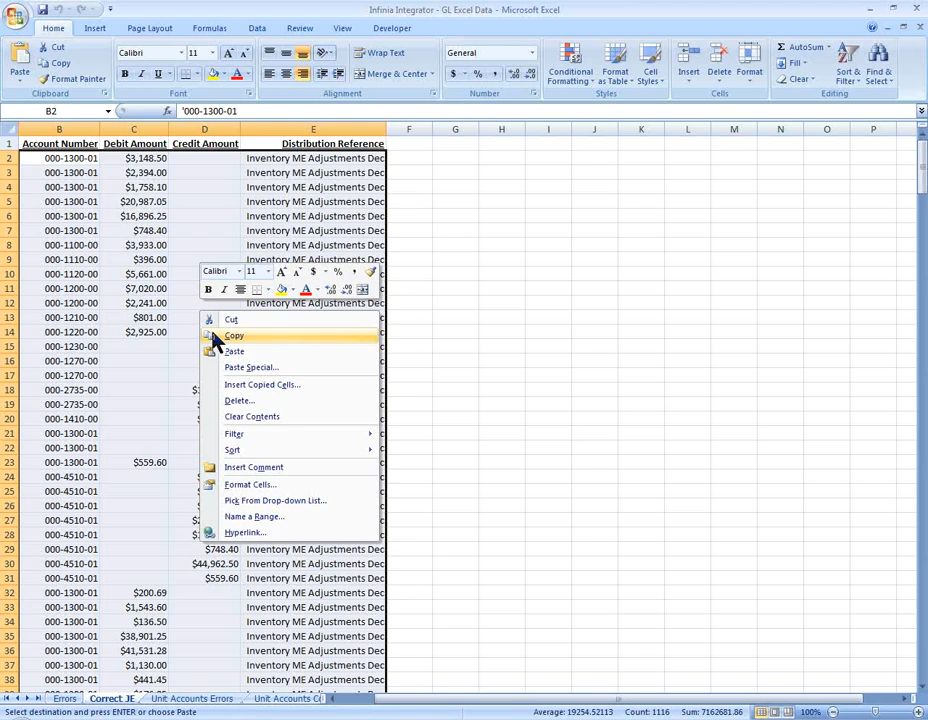 Infinia Integrator - GL Excel Data - Microsoft Excel
Home Insert Page Layout Formulas Data Review View Developer
Paste Cut Copy Format Painter
Calibri 11 General
B I U
Wrap Text
Merge & Center
Conditional Formatting Format as Table Cell Styles
Insert Delete Format
AutoSum Fill Clear
Sort & Filter Find & Select
Clipboard Font Alignment Number Styles Cells Editing
B2 fx '000-1300-01
B C D E F G H I J K L M N O P
1 Account Number Debit Amount Credit Amount Distribution Reference
2 000-1300-01 $3,148.50 Inventory ME Adjustments Dec
3 000-1300-01 $2,394.00 Inventory ME Adjustments Dec
4 000-1300-01 $1,758.10 Inventory ME Adjustments Dec
5 000-1300-01 $20,987.05 Inventory ME Adjustments Dec
6 000-1300-01 $16,896.25 Inventory ME Adjustments Dec
7 000-1300-01 $748.40 Inventory ME Adjustments Dec
8 000-1100-00 $3,933.00 Inventory ME Adjustments Dec
9 000-1110-00 $396.00 Inventory ME Adjustments Dec
10 000-1120-00 $5,661.00
11 000-1200-00 $7,020.00
12 000-1200-00 $2,241.00 Inventory ME Adjustments Dec
13 000-1210-00 $801.00
14 000-1220-00 $2,925.00
15 000-1230-00
16 000-1270-00
17 000-1270-00
18 000-2735-00
19 000-2735-00
20 000-1410-00
21 000-1300-01
22 000-1300-01
23 000-1300-01 $559.60
24 000-4510-01
25 000-4510-01
26 000-4510-01
27 000-4510-01
28 000-4510-01
29 000-4510-01 $748.40 Inventory ME Adjustments Dec
30 000-4510-01 $44,962.50 Inventory ME Adjustments Dec
31 000-4510-01 $559.60 Inventory ME Adjustments Dec
32 000-1300-01 $200.69 Inventory ME Adjustments Dec
33 000-1300-01 $1,543.60 Inventory ME Adjustments Dec
34 000-1300-01 $136.50 Inventory ME Adjustments Dec
35 000-1300-01 $38,901.25 Inventory ME Adjustments Dec
36 000-1300-01 $41,531.28 Inventory ME Adjustments Dec
37 000-1300-01 $1,130.00 Inventory ME Adjustments Dec
38 000-1300-01 $441.45 Inventory ME Adjustments Dec
Calibri 11 A A $ % ,
B I A
Cut
Copy
Paste
Paste Special...
Insert Copied Cells...
Delete...
Clear Contents
Filter
Sort
Insert Comment
Format Cells...
Pick From Drop-down List...
Name a Range...
Hyperlink...
Errors Correct JE Unit Accounts Errors
Select destination and press ENTER or choose Paste Average: 19254.52113 Count: 1116 Sum: 7162681.86 100%